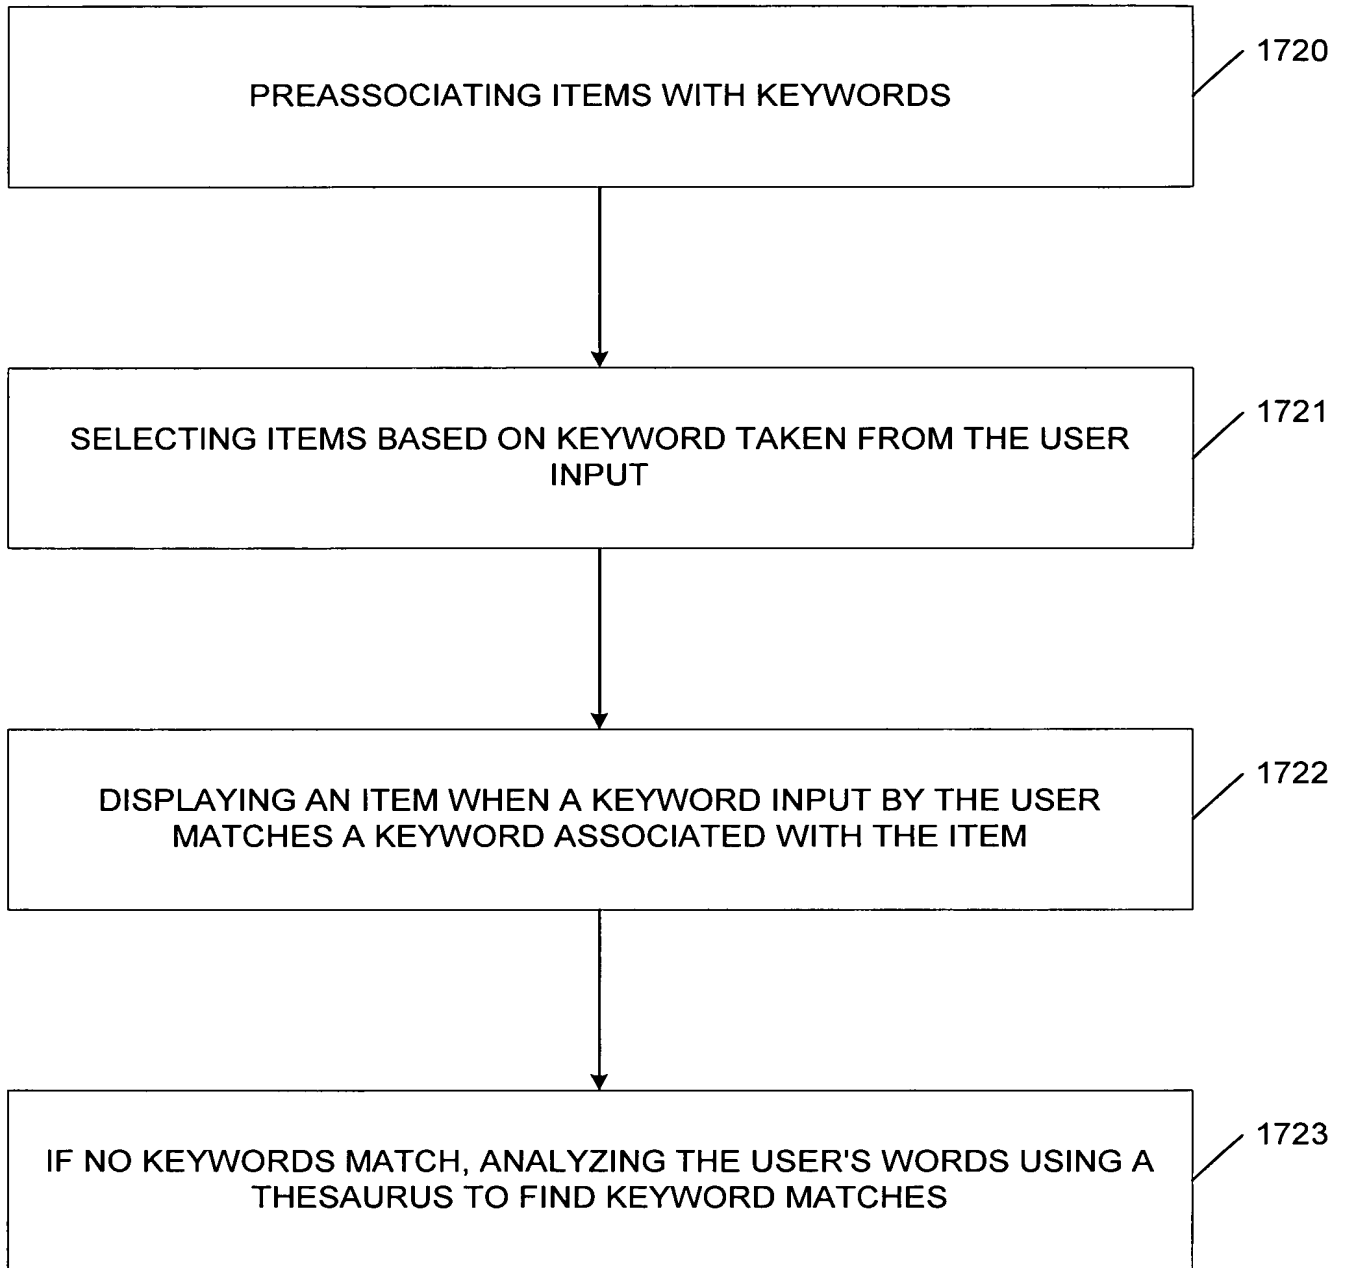 PREASSOCIATING ITEMS WITH KEYWORDS
1720
SELECTING ITEMS BASED ON KEYWORD TAKEN FROM THE USER
INPUT
1721
DISPLAYING AN ITEM WHEN A KEYWORD INPUT BY THE USER
MATCHES A KEYWORD ASSOCIATED WITH THE ITEM
1722
IF NO KEYWORDS MATCH, ANALYZING THE USER'S WORDS USING A
THESAURUS TO FIND KEYWORD MATCHES
1723